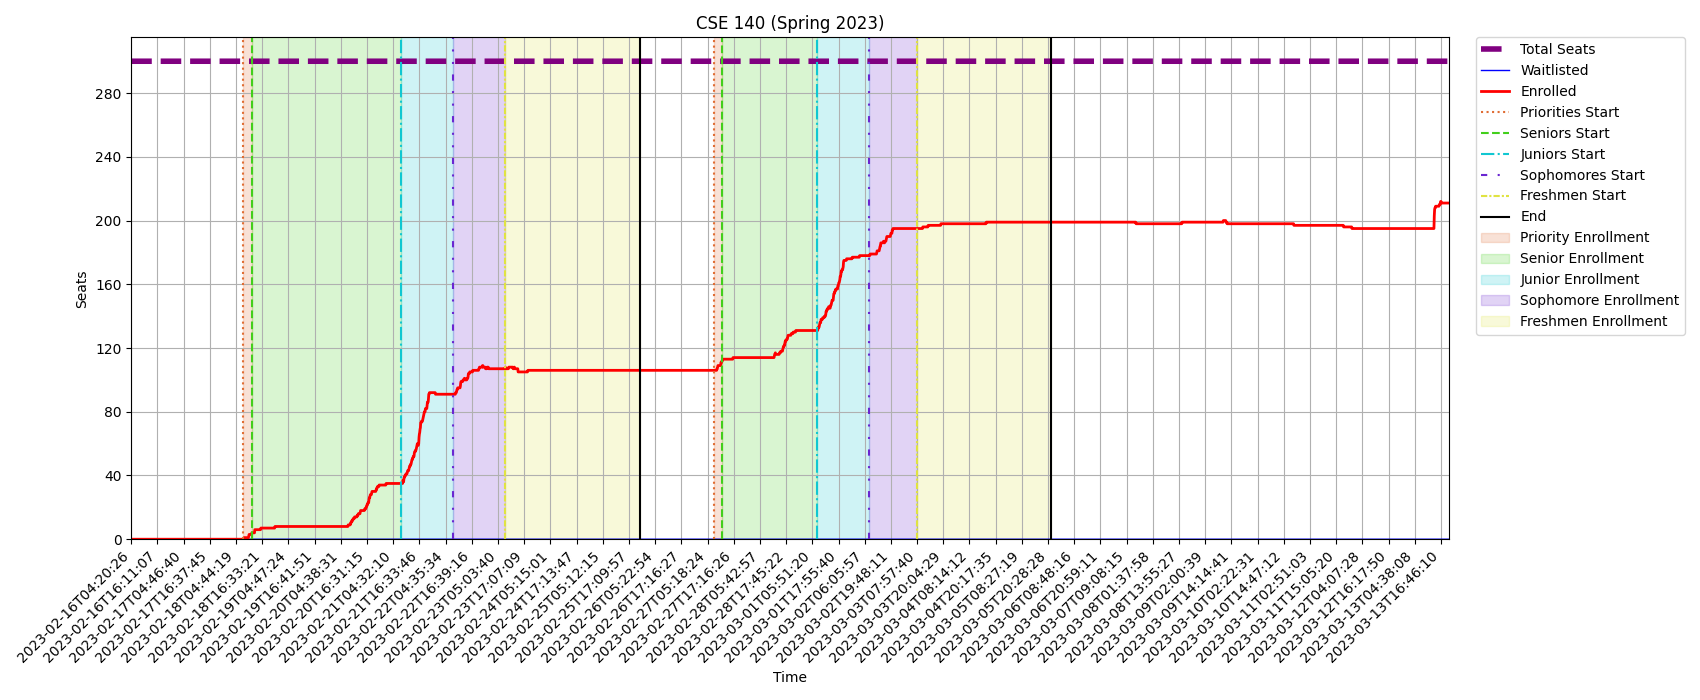 CSE 140 (Spring 2023)
Seats
280
240
200
160
120
80
40
0
2023-02-16T04:20:26
2023-02-16T16:11:07
2023-02-17T04:46:40
2023-02-17T16:37:45
2023-02-18T04:44:19
2023-02-18T16:33:23
2023-02-19T04:47:24
2023-02-19T16:41:51
2023-02-20T04:38:31
2023-02-20T16:31:15
2023-02-21T04:32:10
2023-02-21T16:33:46
2023-02-22T04:35:34
2023-02-22T16:39:16
2023-02-23T05:03:40
2023-02-23T17:07:09
2023-02-24T05:15:01
2023-02-24T17:13:47
2023-02-25T05:12:15
2023-02-25T17:09:57
2023-02-26T05:22:54
2023-02-26T17:16:27
2023-02-27T05:18:24
2023-02-27T17:16:26
2023-02-28T05:42:57
2023-02-28T17:45:22
2023-03-01T05:51:20
2023-03-01T17:55:40
2023-03-02T06:05:57
2023-03-02T19:48:11
2023-03-03T07:57:40
2023-03-03T20:04:29
2023-03-04T08:14:12
2023-03-04T20:17:35
2023-03-05T08:27:19
2023-03-05T20:28:28
2023-03-06T08:48:16
2023-03-06T20:59:11
2023-03-07T09:08:15
2023-03-08T01:37:58
2023-03-08T13:55:27
2023-03-09T02:00:39
2023-03-09T14:14:41
2023-03-10T02:22:31
2023-03-10T14:47:12
2023-03-11T02:51:03
2023-03-11T15:05:20
2023-03-12T04:07:28
2023-03-12T16:17:50
2023-03-13T04:38:08
2023-03-13T16:46:10
Time
Total Seats
Waitlisted
Enrolled
Priorities Start
Seniors Start
Juniors Start
Sophomores Start
Freshmen Start
End
Priority Enrollment
Senior Enrollment
Junior Enrollment
Sophomore Enrollment
Freshmen Enrollment